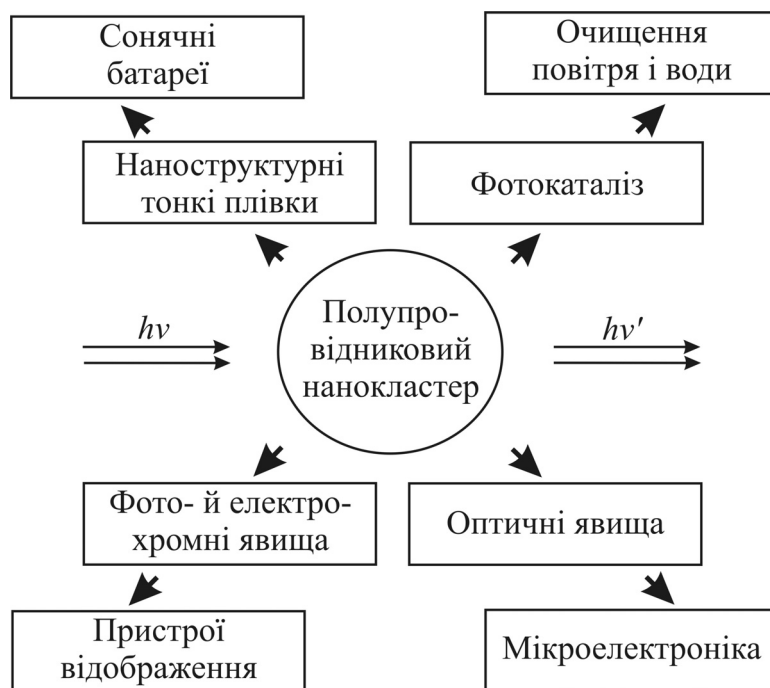 Сонячні
батареї
Очищення
повітря і води
Наноструктурні
тонкі плівки
Фотокаталіз
hν
Полупро-
відниковий
нанокластер
hν′
Фото- й електро-
хромні явища
Оптичні явища
Пристрої
відображення
Мікроелектроніка